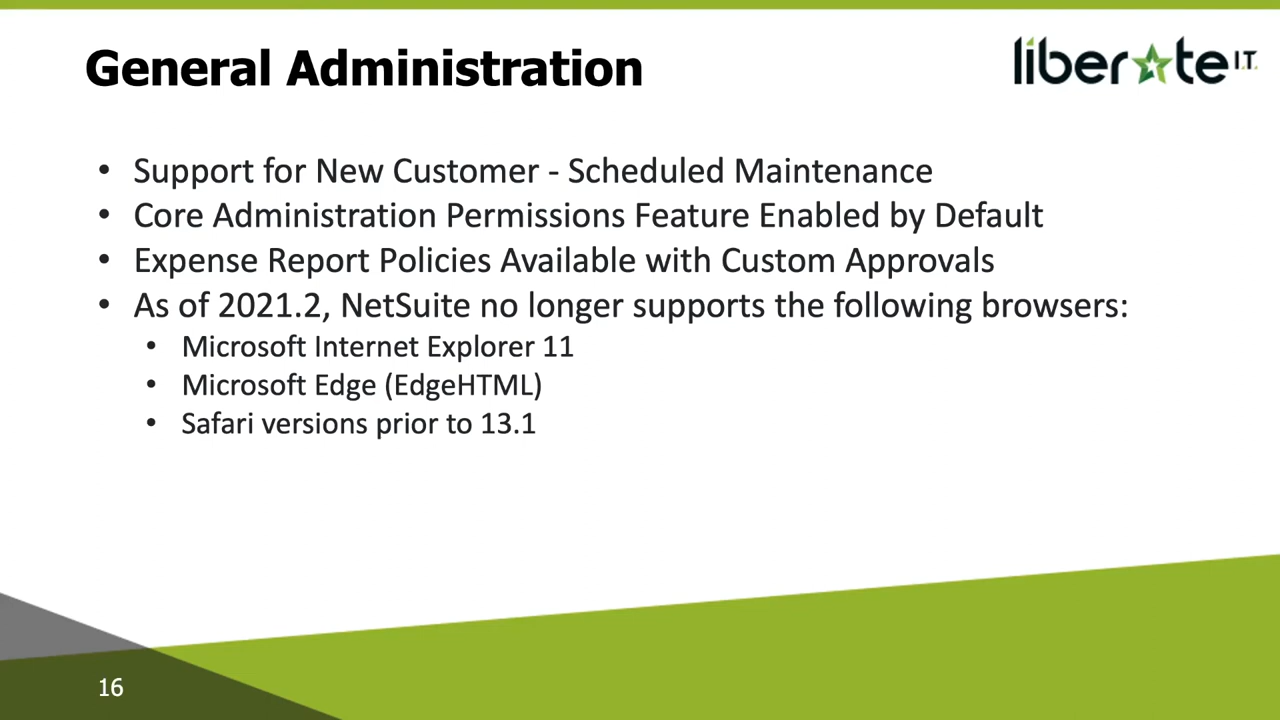 General Administration
liberate I.T.
• Support for New Customer - Scheduled Maintenance
• Core Administration Permissions Feature Enabled by Default
• Expense Report Policies Available with Custom Approvals
• As of 2021.2, NetSuite no longer supports the following browsers:
• Microsoft Internet Explorer 11
• Microsoft Edge (EdgeHTML)
• Safari versions prior to 13.1
16